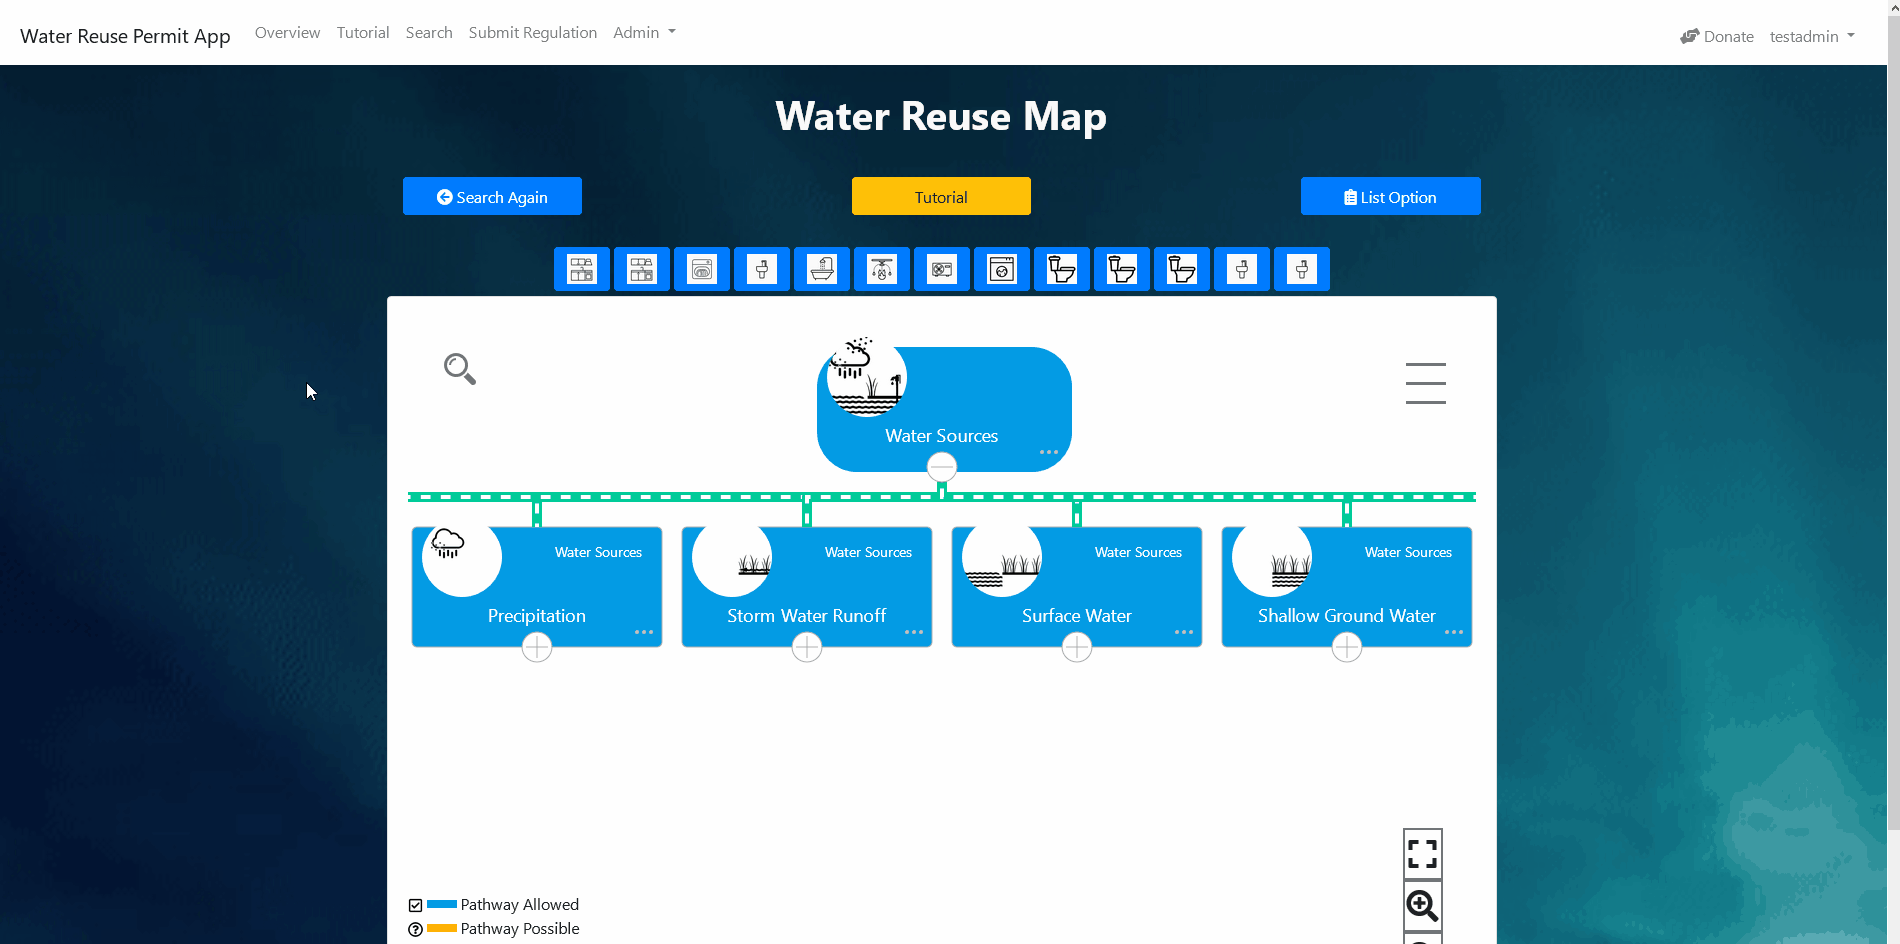 Water Reuse Permit App Overview Tutorial Search Submit Regulation Admin Donate testadmin
Water Reuse Map
Search Again Tutorial List Option
Water Sources
Water Sources Water Sources Water Sources Water Sources
Precipitation Storm Water Runoff Surface Water Shallow Ground Water
Pathway Allowed
Pathway Possible